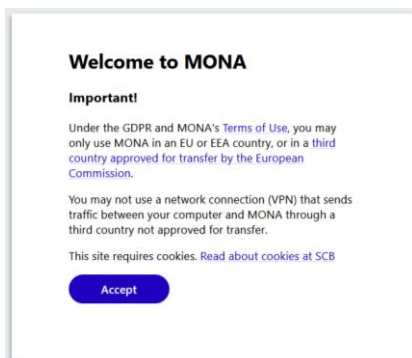 Welcome to MONA
Important!
Under the GDPR and MONA's Terms of Use, you may
only use MONA in an EU or EEA country, or in a third
country approved for transfer by the European
Commission.
You may not use a network connection (VPN) that sends
traffic between your computer and MONA through a
third country not approved for transfer.
This site requires cookies. Read about cookies at SCB
Accept